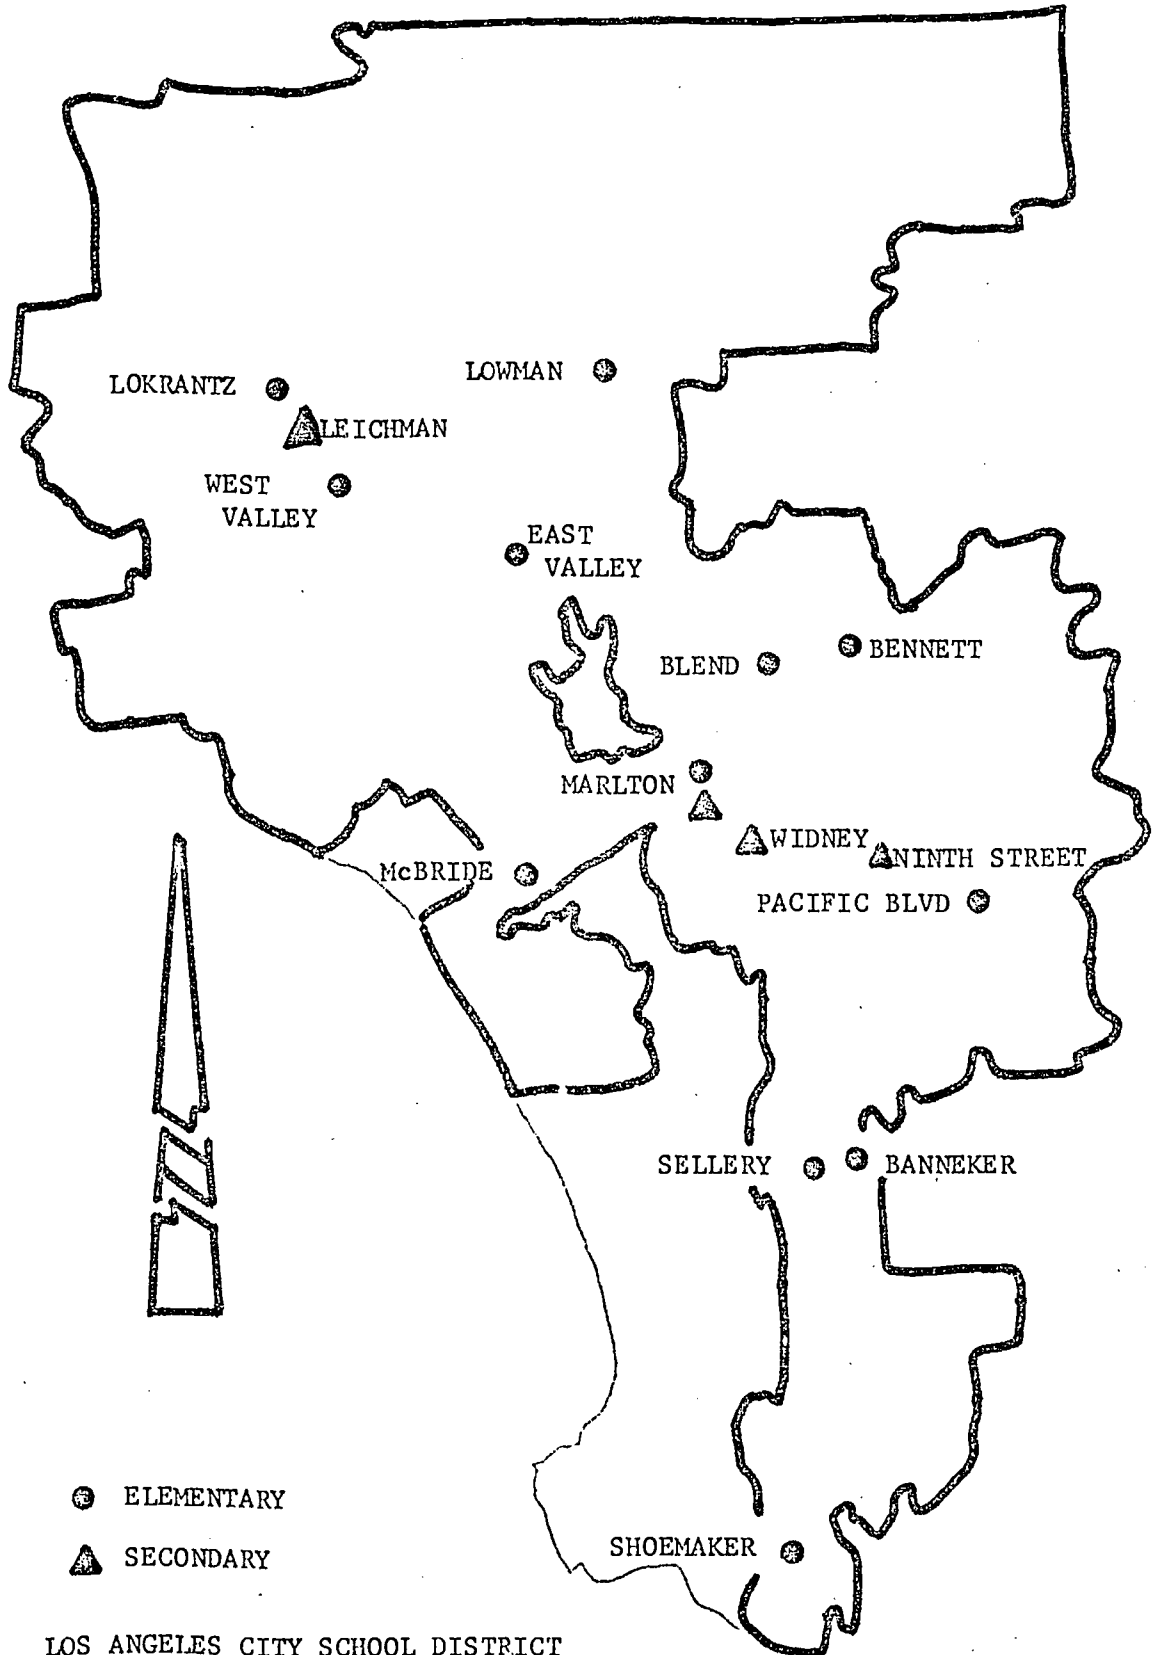 LOWMAN
LOKRANTZ
LEICHMAN
WEST
VALLEY
EAST
VALLEY
BENNETT
BLEND
MARLTON
WIDNEY
NINTH STREET
McBRIDE
PACIFIC BLVD
SELLERY
BANNEKER
ELEMENTARY
SHOEMAKER
SECONDARY
LOS ANGELES CITY SCHOOL DISTRICT